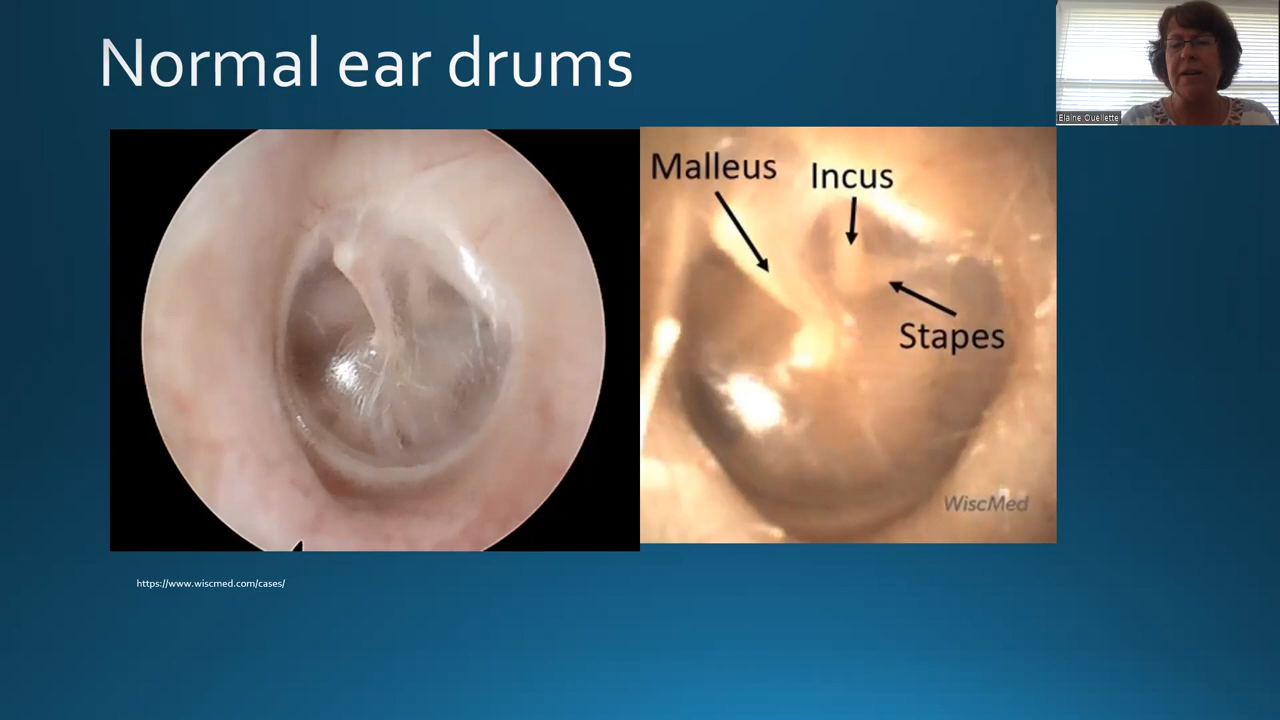 Normal ear drums
Elaine Ouellette
Malleus
Incus
Stapes
WiscMed
https://www.wiscmed.com/cases/